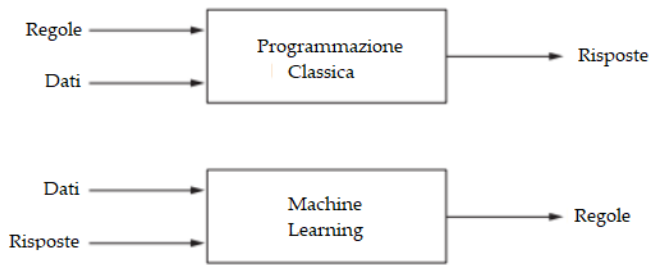 Regole
Dati
Programmazione
Classica
Risposte
Dati
Risposte
Machine
Learning
Regole